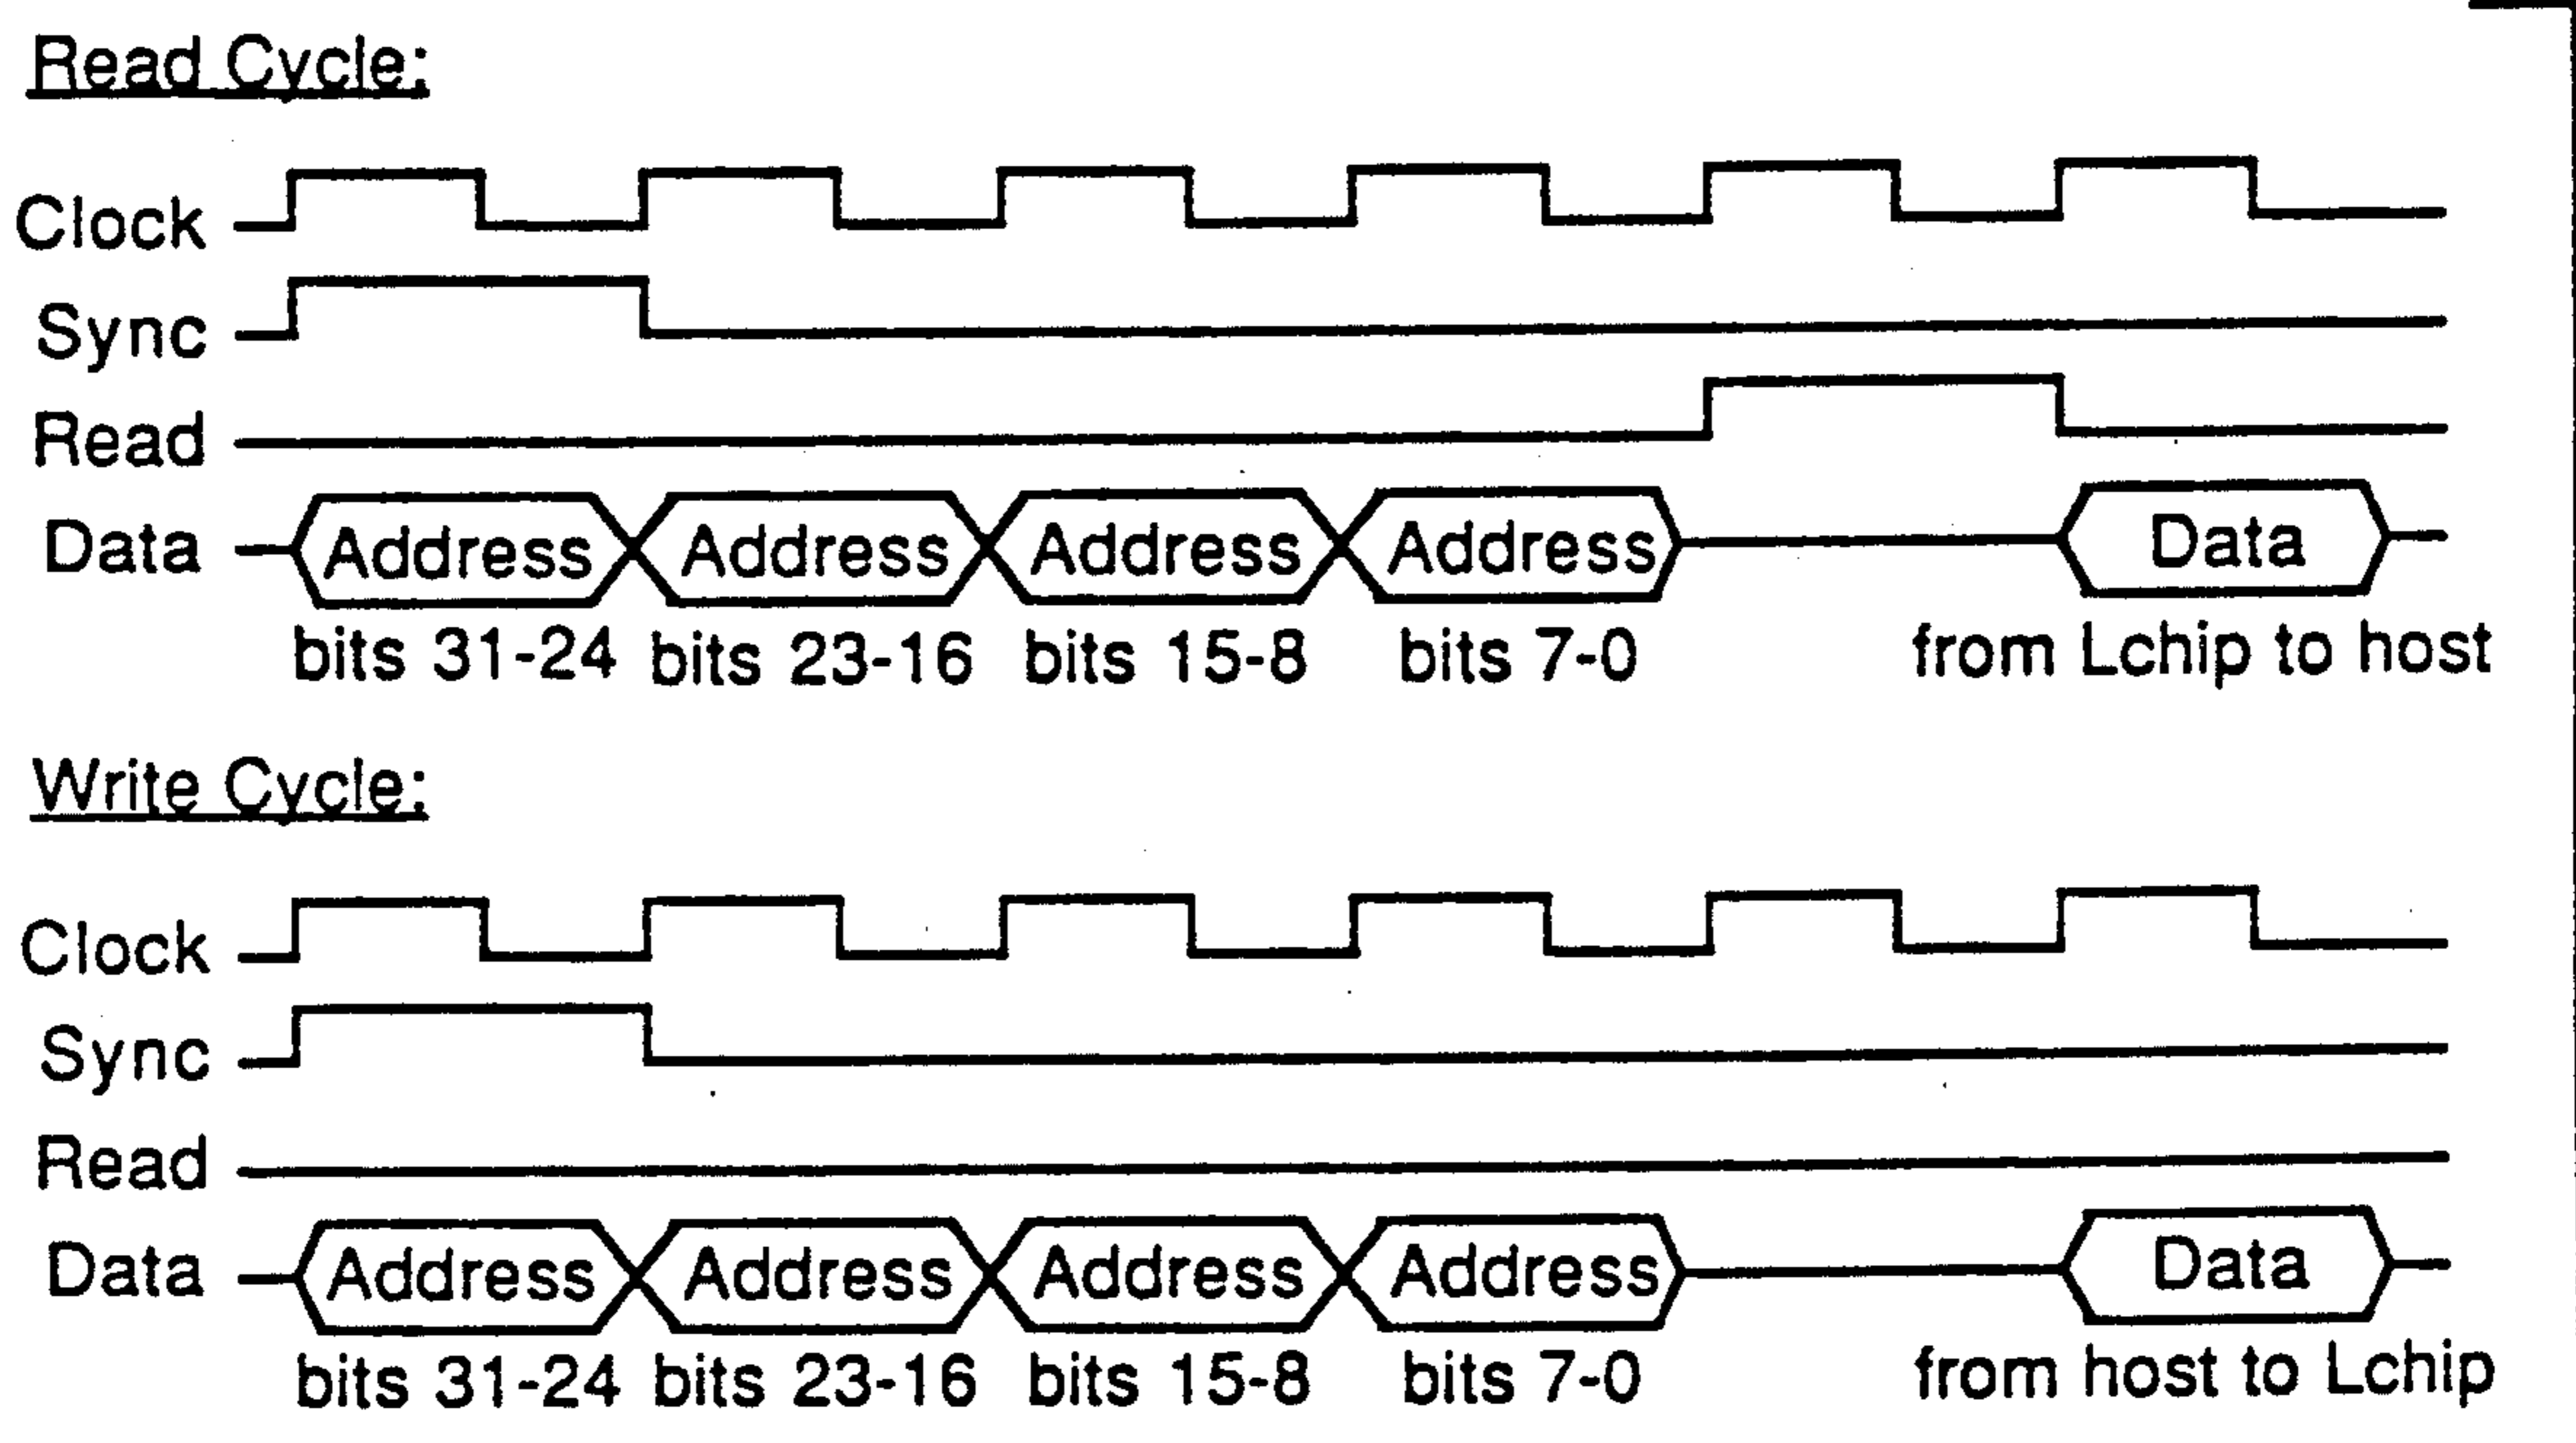 Read Cycle:
Clock
Sync
Read
Data Address Address Address Address Data
bits 31-24 bits 23-16 bits 15-8 bits 7-0 from Lchip to host
Write Cycle:
Clock
Sync
Read
Data Address Address Address Address Data
bits 31-24 bits 23-16 bits 15-8 bits 7-0 from host to Lchip